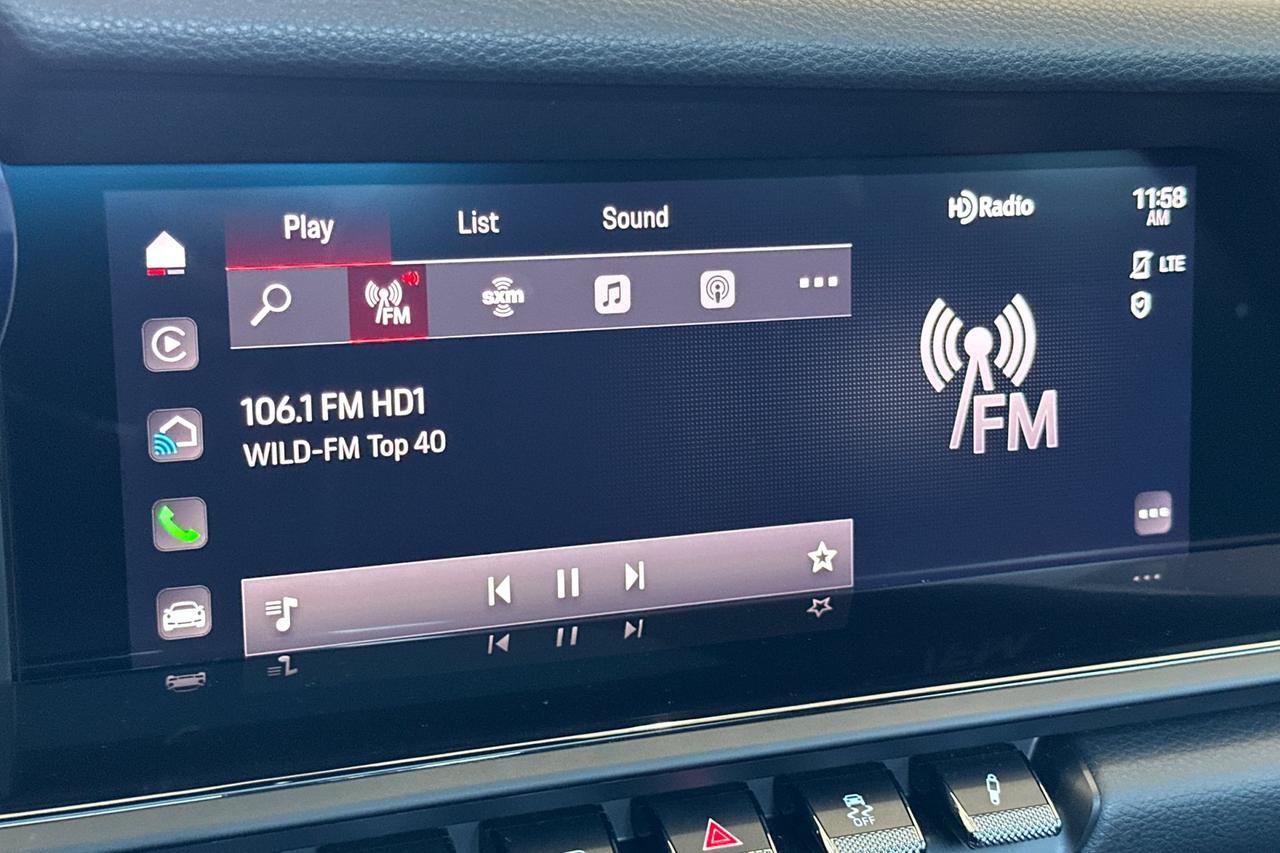 Play List Sound
HD Radio
11:58
AM
LTE
FM
sxm
FM
106.1 FM HD1
WILD-FM Top 40
OFF